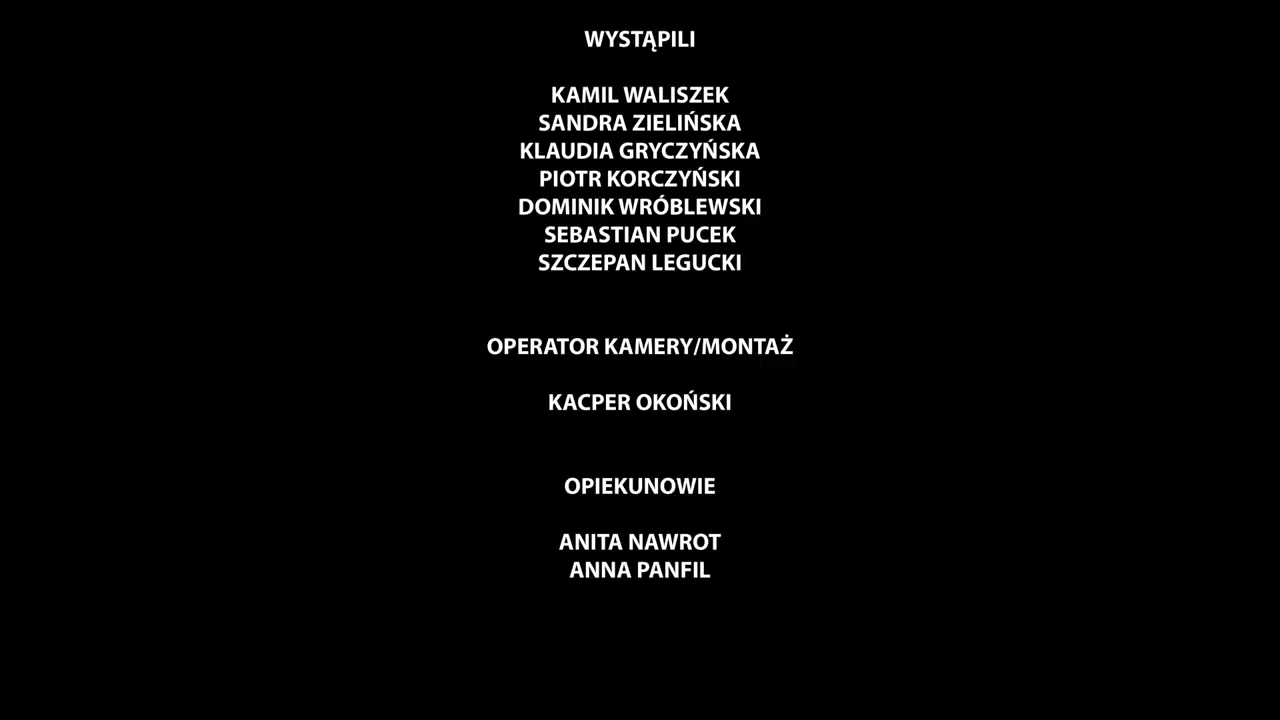 WYSTĄPILI
KAMIL WALISZEK
SANDRA ZIELIŃSKA
KLAUDIA GRYCZYŃSKA
PIOTR KORCZYŃSKI
DOMINIK WRÓBLEWSKI
SEBASTIAN PUCEK
SZCZEPAN LEGUCKI
OPERATOR KAMERY/MONTAŻ
KACPER OKOŃSKI
OPIEKUNOWIE
ANITA NAWROT
ANNA PANFIL